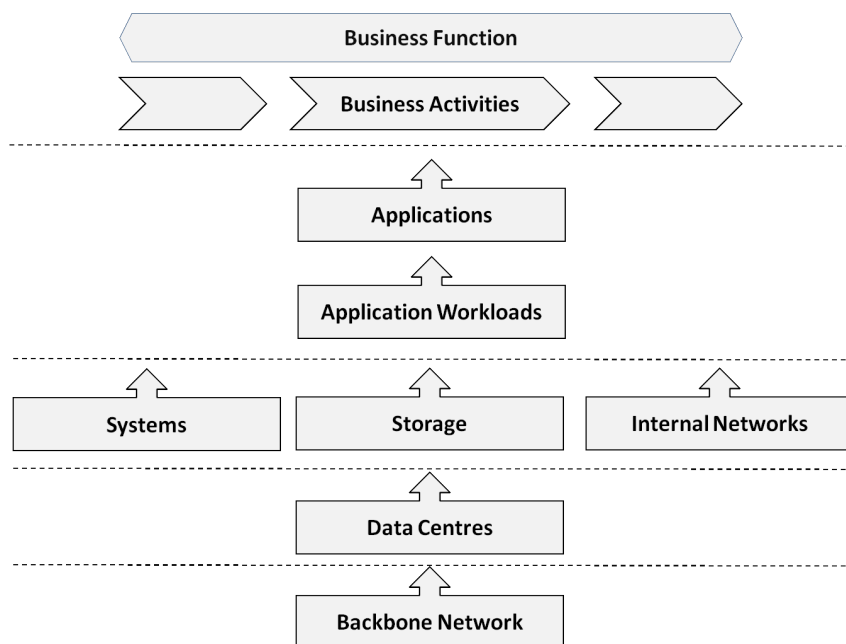 Business Function
Business Activities
Applications
Application Workloads
Systems
Storage
Internal Networks
Data Centres
Backbone Network